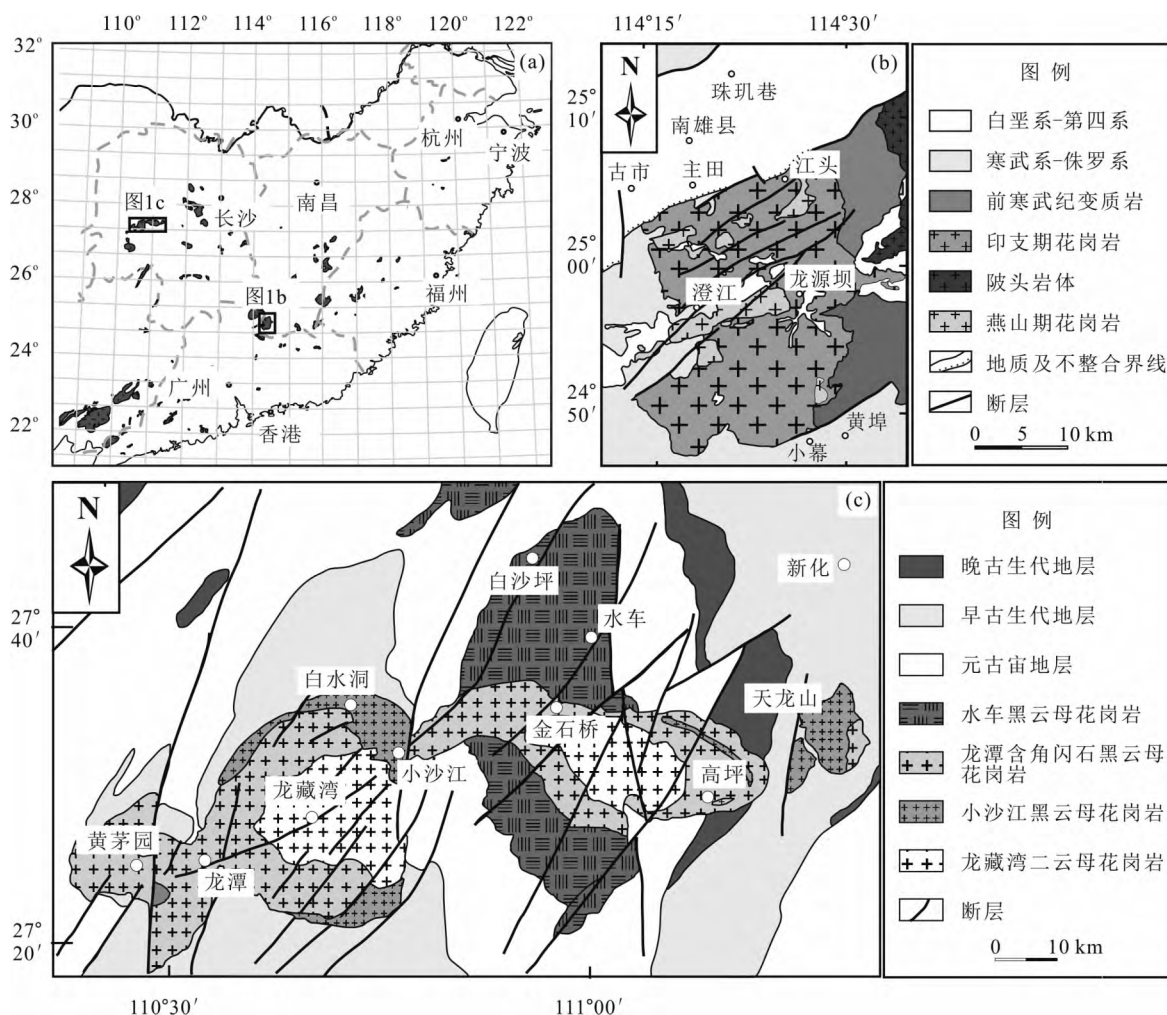 110° 112° 114° 116° 118° 120° 122°
32°
30°
28°
26°
24°
22°
(a)
杭州
宁波
南昌
长沙
图1c
图1b
福州
广州
香港
114°15′ 114°30′
25°
10′
25°
00′
24°
50′
N
(b)
珠玑巷
南雄县
古市
主田
江头
澄江
龙源坝
黄埠
小幕
图例
白垩系-第四系
寒武系-侏罗系
前寒武纪变质岩
印支期花岗岩
陂头岩体
燕山期花岗岩
地质及不整合界线
断层
0 5 10 km
N
(c)
27°
40′
27°
20′
110°30′ 111°00′
新化
白沙坪
水车
白水洞
天龙山
金石桥
小沙江
高坪
龙藏湾
黄茅园
龙潭
图例
晚古生代地层
早古生代地层
元古宙地层
水车黑云母花岗岩
龙潭含角闪石黑云母
花岗岩
小沙江黑云母花岗岩
龙藏湾二云母花岗岩
断层
0 10 km